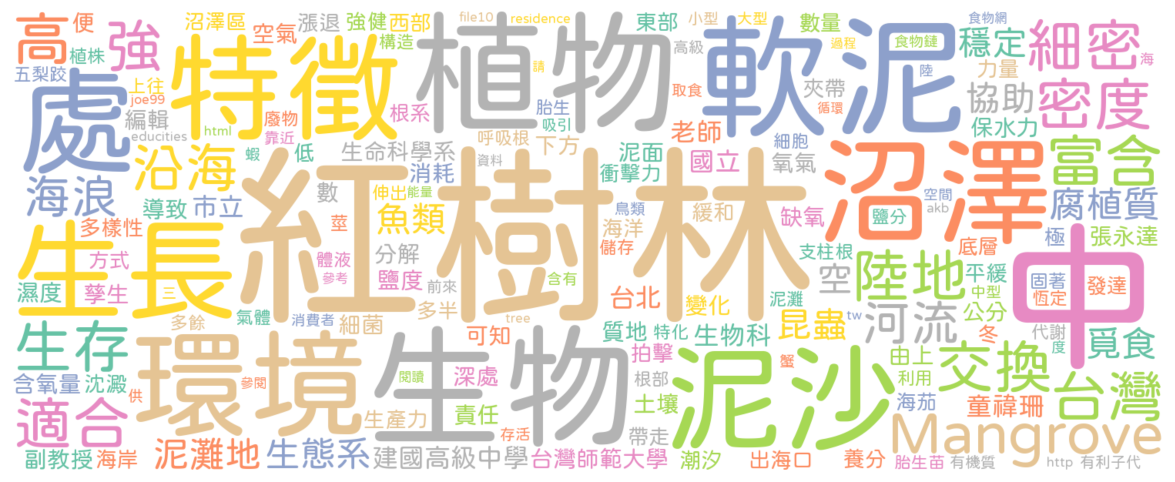 高
便
植株
強
沼澤區
空氣
漲退
強健
西部
構造
file10
residence
東部
小型
大型
數量
過程
食物網
食物鏈
高級
穩定
細密
海
五梨跤
上往
joe99
編輯
educities
特徵
植物
軟泥
陸
力量
處
廢物
靠近
html
蝦
根系
胎生
吸引
請
取食
夾帶
循環
協助
密度
保水力
沿海
低
生命科學系
呼吸根
下方
泥面
衝擊力
老師
國立
細胞
氧氣
富含
海浪
導致
市立
數
消耗
資料
伸出
能量
魚類
紅樹林
鳥類
海洋
儲存
緩和
缺氧
鹽分
空間
akb
沼澤
腐植質
多樣性
莖
分解
支柱根
底層
極
張永達
生長
方式
體液
參考
鹽度
前來
含有
空
陸地
平緩
中型
固著
恆定
發達
中
濕度
孳生
三
氣體
多半
台北
變化
泥灘
公分
生存
多餘
消費者
細菌
tree
可知
質地
特化
生物科
昆蟲
tw
河流
冬
代謝
度
覓食
環境
生物
拍擊
蟹
由上
交換
台灣
含氧量
沈澱
供
參閱
閱讀
深處
根部
土壤
泥沙
利用
適合
生產力
責任
存活
帶走
海茄
童禕珊
Mangrove
副教授
海岸
泥灘地
生態系
建國高級中學
台灣師範大學
潮汐
出海口
養分
胎生苗
有機質
http
有利子代